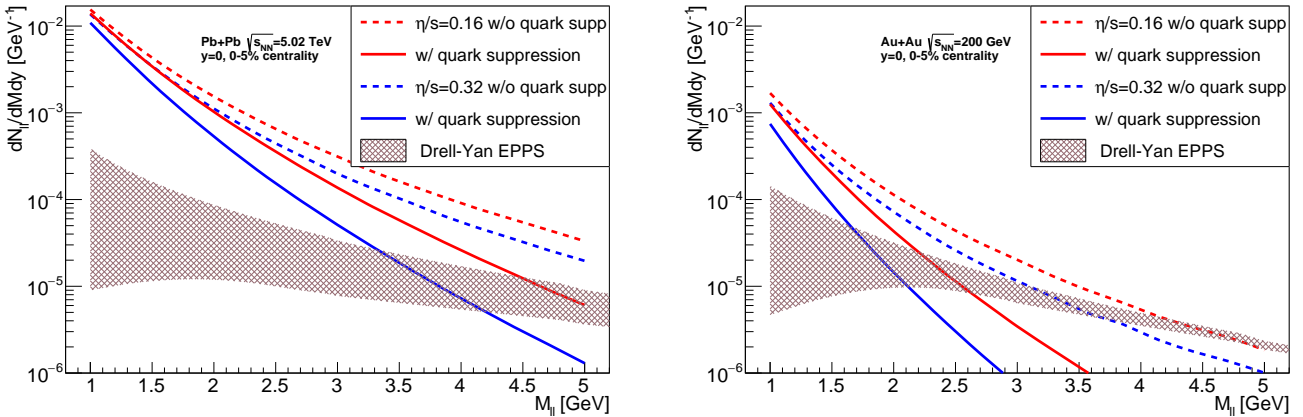 dN_ll/dMdy [GeV⁻¹]
10⁻²
10⁻³
10⁻⁴
10⁻⁵
10⁻⁶
Pb+Pb √s_NN=5.02 TeV
y=0, 0-5% centrality
η/s=0.16 w/o quark supp
w/ quark suppression
η/s=0.32 w/o quark supp
w/ quark suppression
Drell-Yan EPPS
1 1.5 2 2.5 3 3.5 4 4.5 5
M_ll [GeV]
dN_ll/dMdy [GeV⁻¹]
10⁻²
10⁻³
10⁻⁴
10⁻⁵
10⁻⁶
Au+Au √s_NN=200 GeV
y=0, 0-5% centrality
η/s=0.16 w/o quark supp
w/ quark suppression
η/s=0.32 w/o quark supp
w/ quark suppression
Drell-Yan EPPS
1 1.5 2 2.5 3 3.5 4 4.5 5
M_ll [GeV]